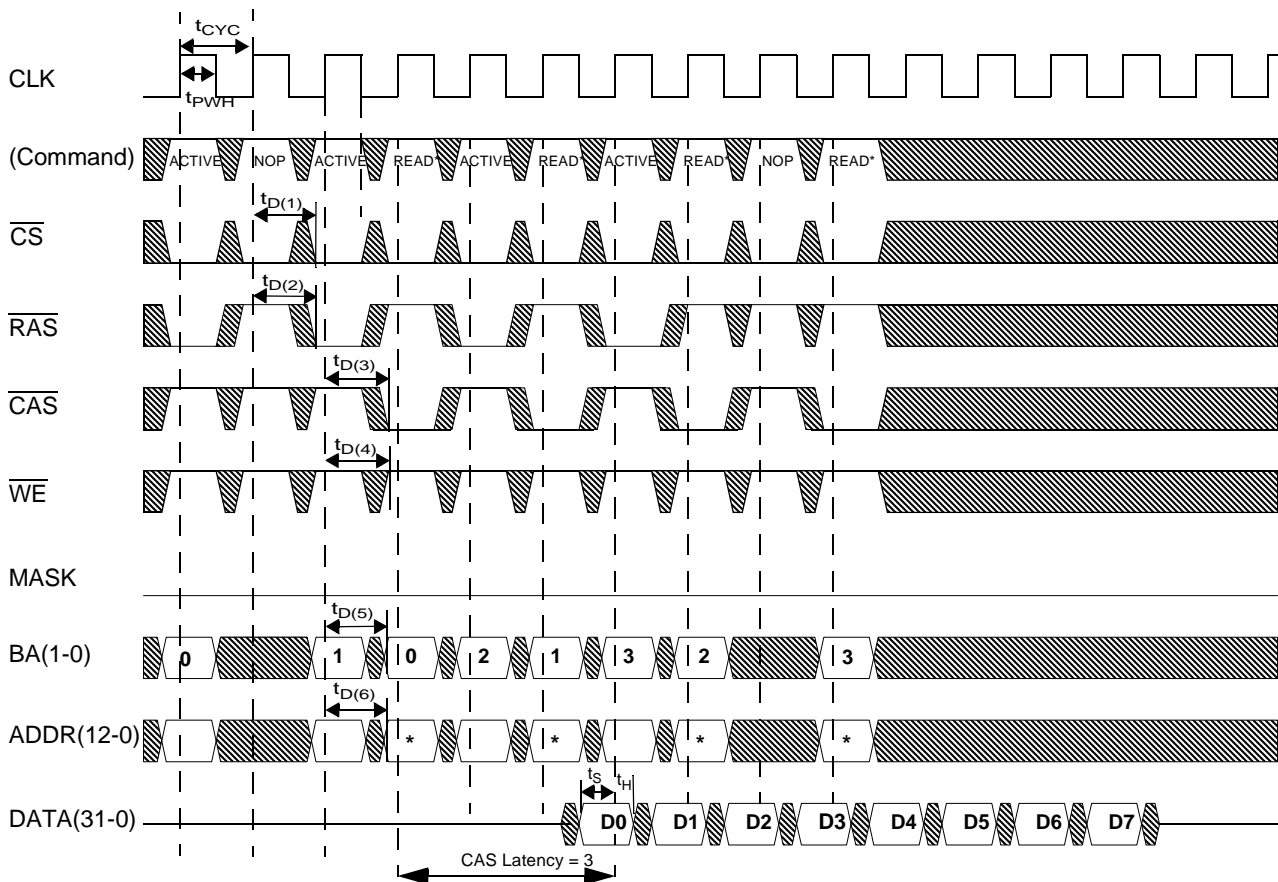 tCYC
CLK
tPWH
(Command) ACTIVE NOP ACTIVE READ* ACTIVE READ* ACTIVE READ* NOP READ*
tD(1)
CS
tD(2)
RAS
tD(3)
CAS
tD(4)
WE
MASK
tD(5)
BA(1-0) 0 1 0 2 1 3 2 3
tD(6)
ADDR(12-0) * * * *
tS tH
DATA(31-0) D0 D1 D2 D3 D4 D5 D6 D7
CAS Latency = 3